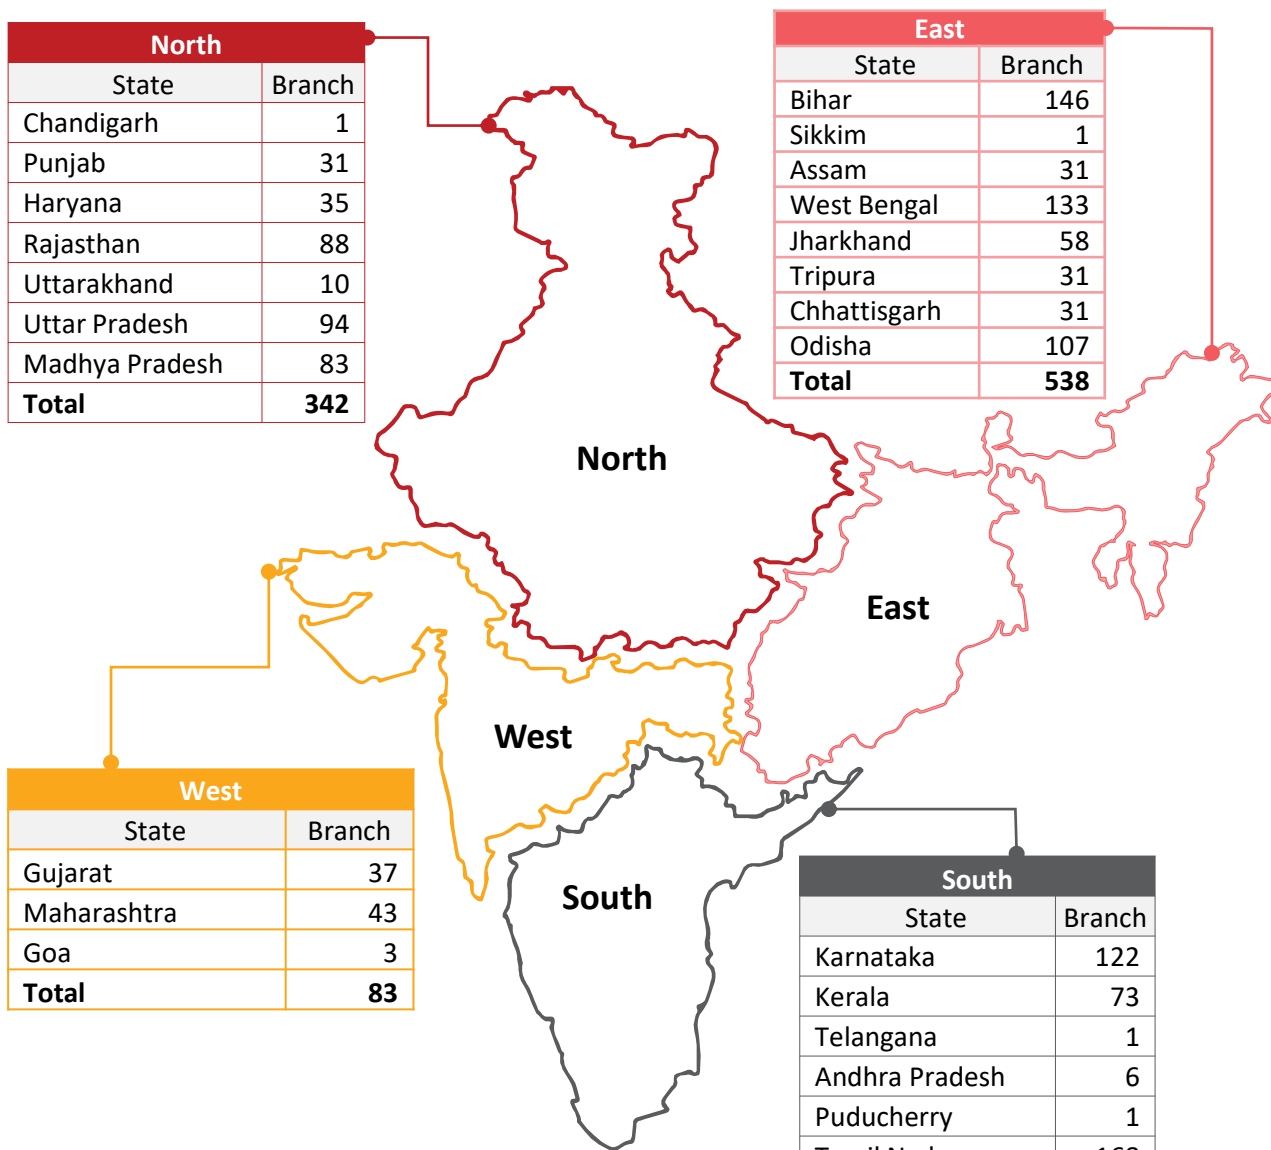 North
State Branch
Chandigarh 1
Punjab 31
Haryana 35
Rajasthan 88
Uttarakhand 10
Uttar Pradesh 94
Madhya Pradesh 83
Total 342
East
State Branch
Bihar 146
Sikkim 1
Assam 31
West Bengal 133
Jharkhand 58
Tripura 31
Chhattisgarh 31
Odisha 107
Total 538
North
East
West
South
West
State Branch
Gujarat 37
Maharashtra 43
Goa 3
Total 83
South
State Branch
Karnataka 122
Kerala 73
Telangana 1
Andhra Pradesh 6
Puducherry 1